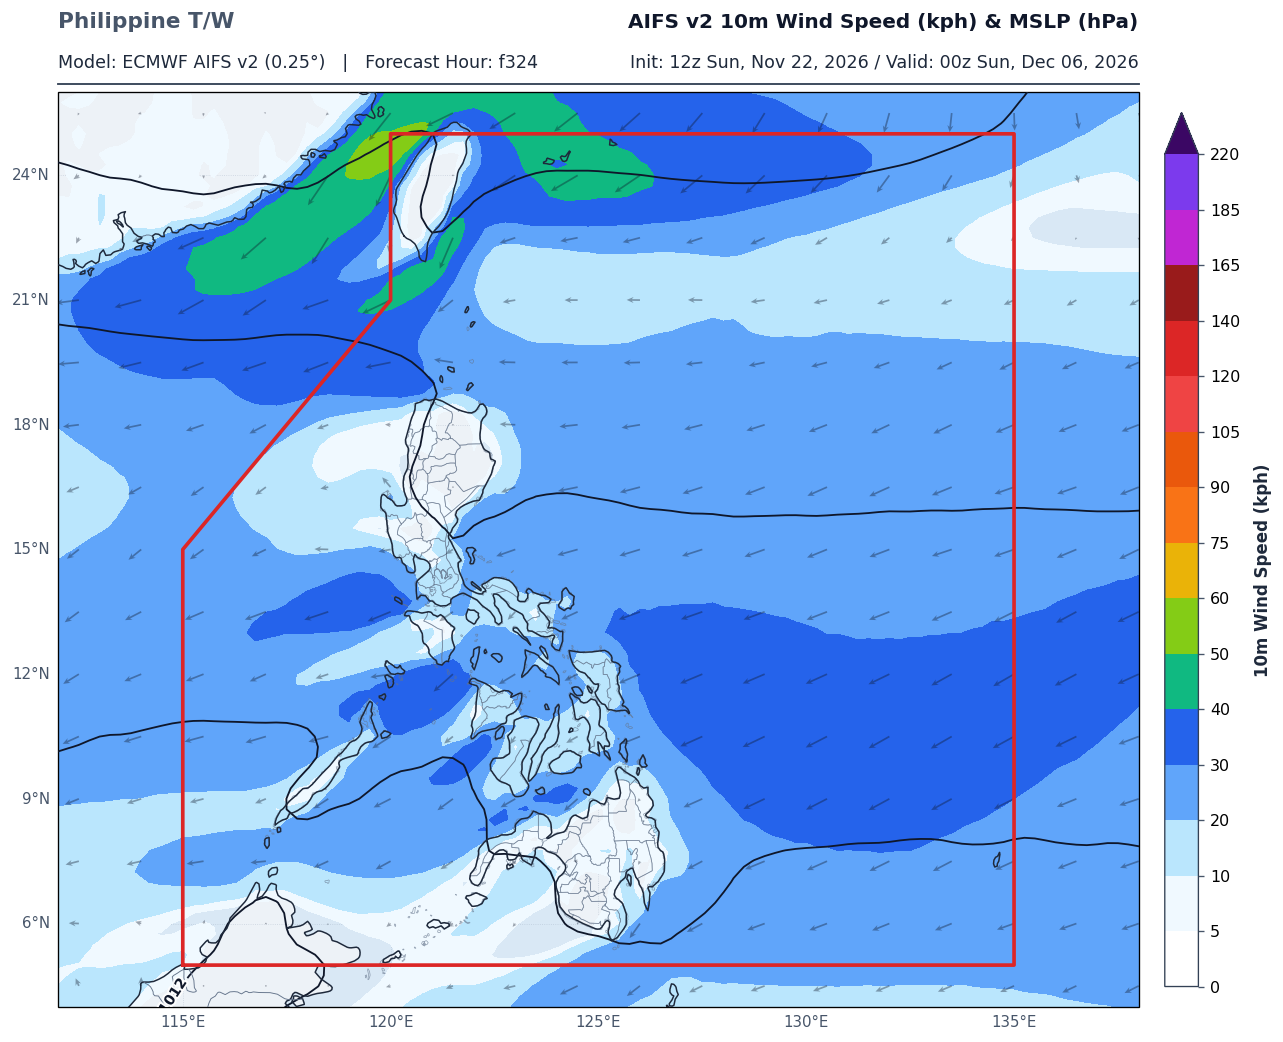 Philippine T/W
AIFS v2 10m Wind Speed (kph) & MSLP (hPa)
Model: ECMWF AIFS v2 (0.25°) | Forecast Hour: f324
Init: 12z Sun, Nov 22, 2026 / Valid: 00z Sun, Dec 06, 2026
24°N
21°N
18°N
15°N
12°N
9°N
6°N
1012
115°E
120°E
125°E
130°E
135°E
220
185
165
140
120
105
90
75
60
50
40
30
20
10
5
0
10m Wind Speed (kph)